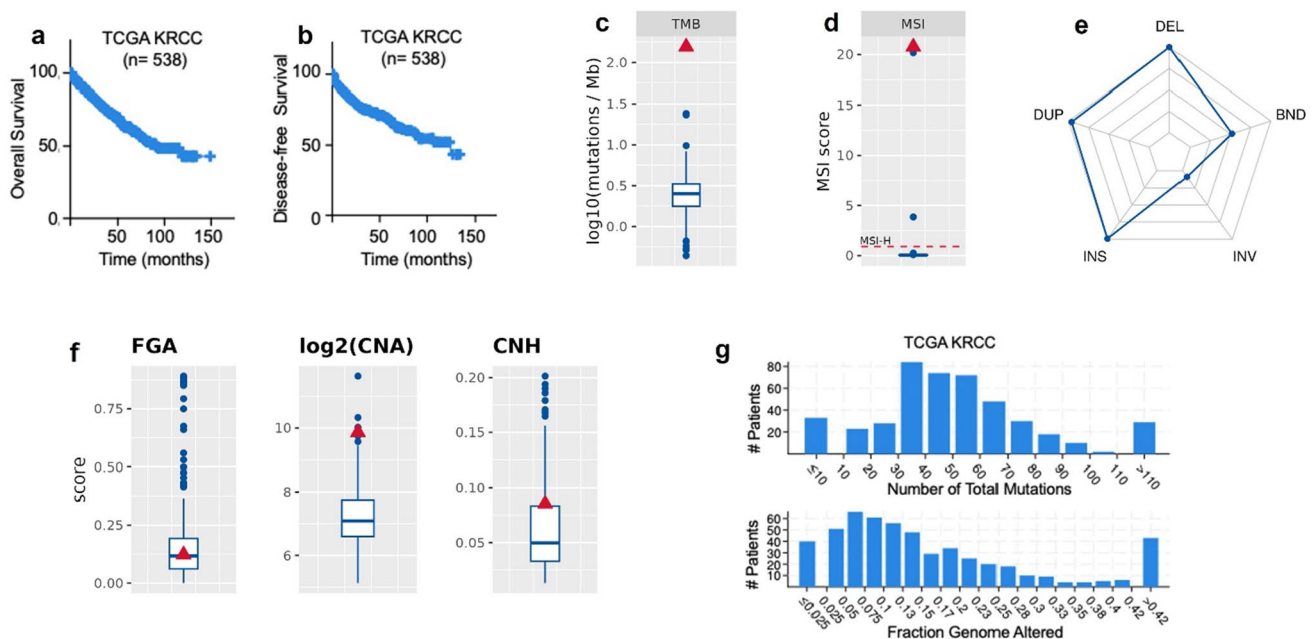 a
TCGA KRCC
(n= 538)
Overall Survival
100
50
0
50
100
150
Time (months)
b
TCGA KRCC
(n= 538)
Disease-free Survival
100
50
0
50
100
150
Time (months)
c
TMB
log10(mutations / Mb)
2.0
1.5
1.0
0.5
0.0
d
MSI
MSI score
20
15
10
5
0
MSI-H
e
DEL
BND
INV
INS
DUP
f
FGA
score
0.75
0.50
0.25
0.00
log2(CNA)
10
8
6
CNH
0.20
0.15
0.10
0.05
g
TCGA KRCC
# Patients
80
60
40
20
≤10
10
20
30
40
50
60
70
80
90
100
110
>110
Number of Total Mutations
# Patients
60
50
40
30
20
10
≤0.025
0.025
0.05
0.075
0.1
0.13
0.15
0.17
0.2
0.23
0.25
0.28
0.3
0.33
0.35
0.38
0.4
0.42
>0.42
Fraction Genome Altered